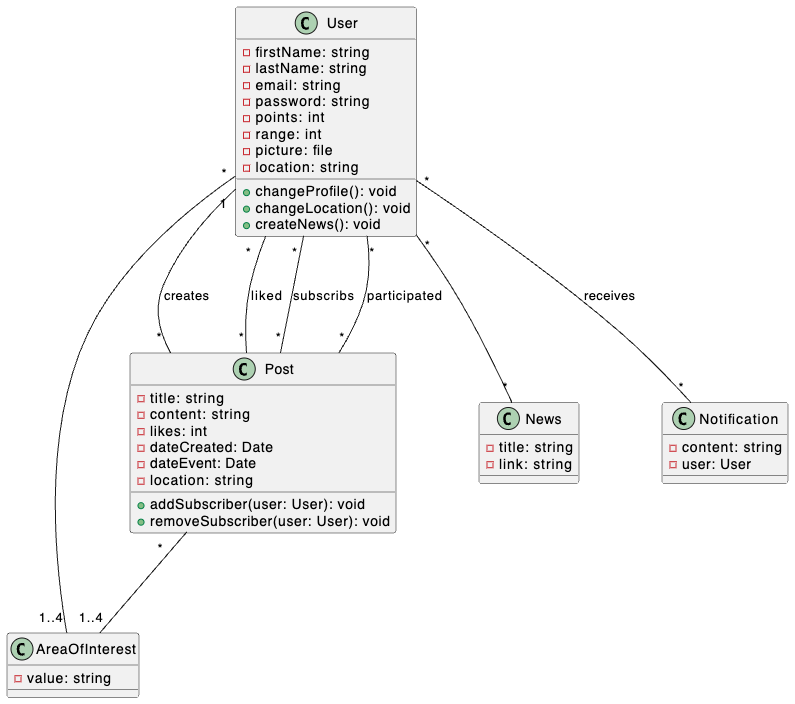 C User
firstName: string
lastName: string
email: string
password: string
points: int
range: int
picture: file
location: string
changeProfile(): void
changeLocation(): void
createNews(): void
* *
1
* * * *
creates liked subscribs participated receives
* * * * * *
C Post
title: string
content: string
likes: int
dateCreated: Date
dateEvent: Date
location: string
addSubscriber(user: User): void
removeSubscriber(user: User): void
C News
title: string
link: string
C Notification
content: string
user: User
*
1..4 1..4
C AreaOfInterest
value: string